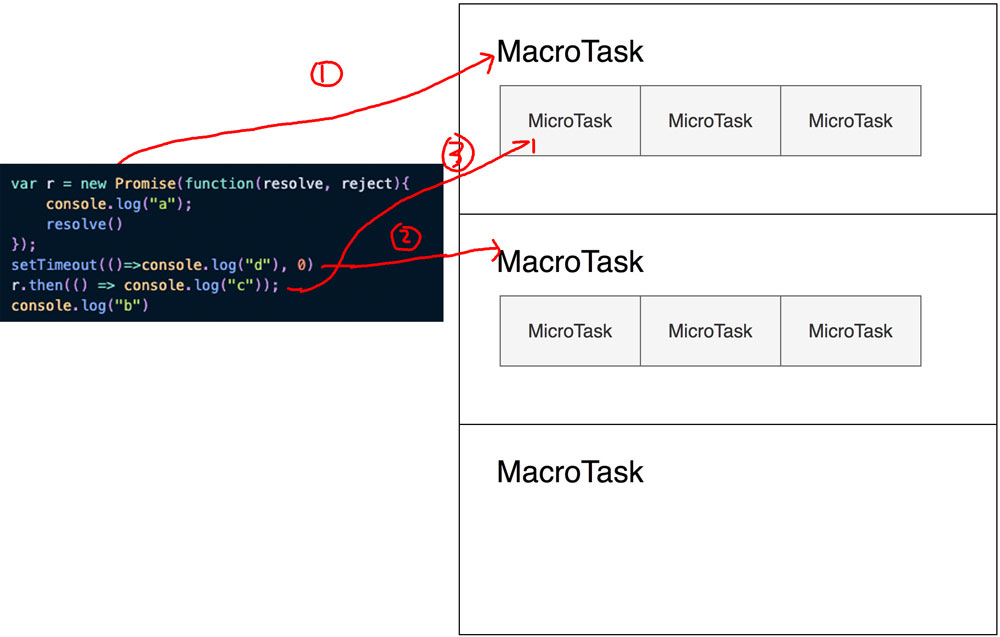 ①
③
②
var r = new Promise(function(resolve, reject){
    console.log("a");
    resolve()
});
setTimeout(()=>console.log("d"), 0)
r.then(() => console.log("c"));
console.log("b")
MacroTask
MicroTask MicroTask MicroTask
MacroTask
MicroTask MicroTask MicroTask
MacroTask